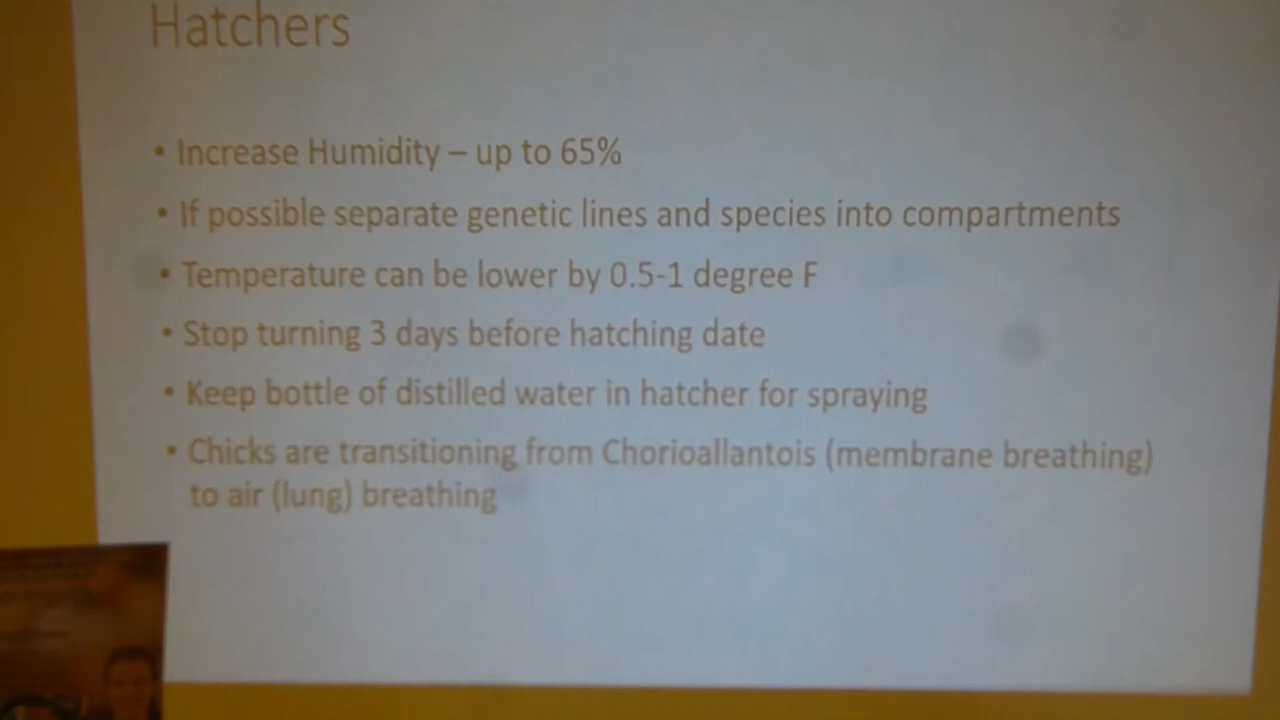 Hatchers
• Increase Humidity – up to 65%
• If possible separate genetic lines and species into compartments
• Temperature can be lower by 0.5-1 degree F
• Stop turning 3 days before hatching date
• Keep bottle of distilled water in hatcher for spraying
• Chicks are transitioning from Chorioallantois (membrane breathing)
to air (lung) breathing